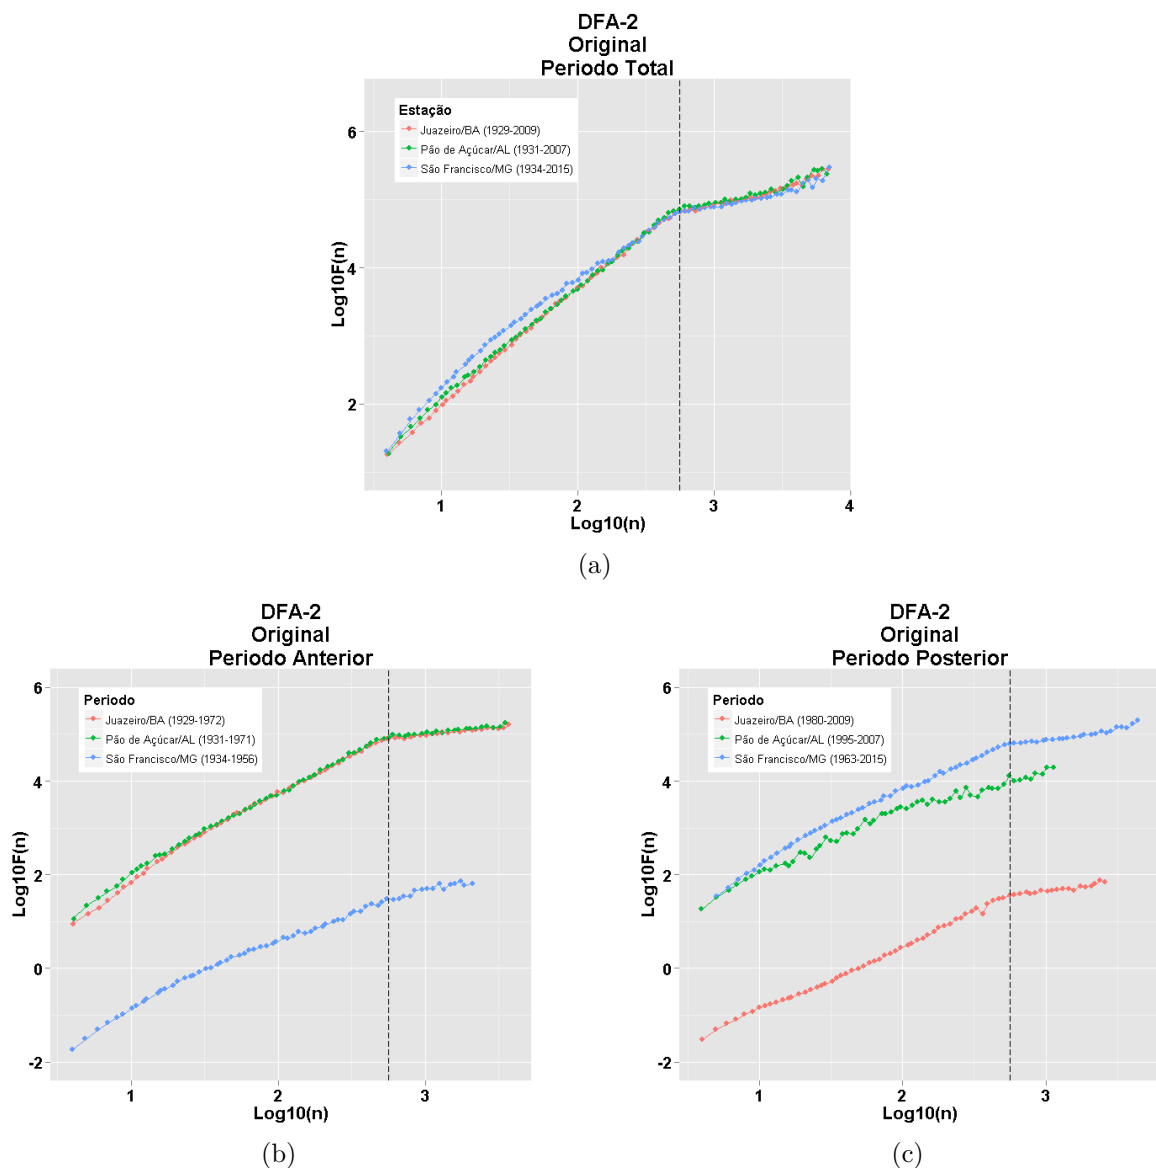 DFA-2
Original
Periodo Total
Estação
Juazeiro/BA (1929-2009)
Pão de Açúcar/AL (1931-2007)
São Francisco/MG (1934-2015)
6
4
2
Log10F(n)
1 2 3 4
Log10(n)
(a)
DFA-2
Original
Periodo Anterior
Periodo
Juazeiro/BA (1929-1972)
Pão de Açúcar/AL (1931-1971)
São Francisco/MG (1934-1956)
6
4
2
0
-2
Log10F(n)
1 2 3
Log10(n)
(b)
DFA-2
Original
Periodo Posterior
Periodo
Juazeiro/BA (1980-2009)
Pão de Açúcar/AL (1995-2007)
São Francisco/MG (1963-2015)
6
4
2
0
-2
Log10F(n)
1 2 3
Log10(n)
(c)